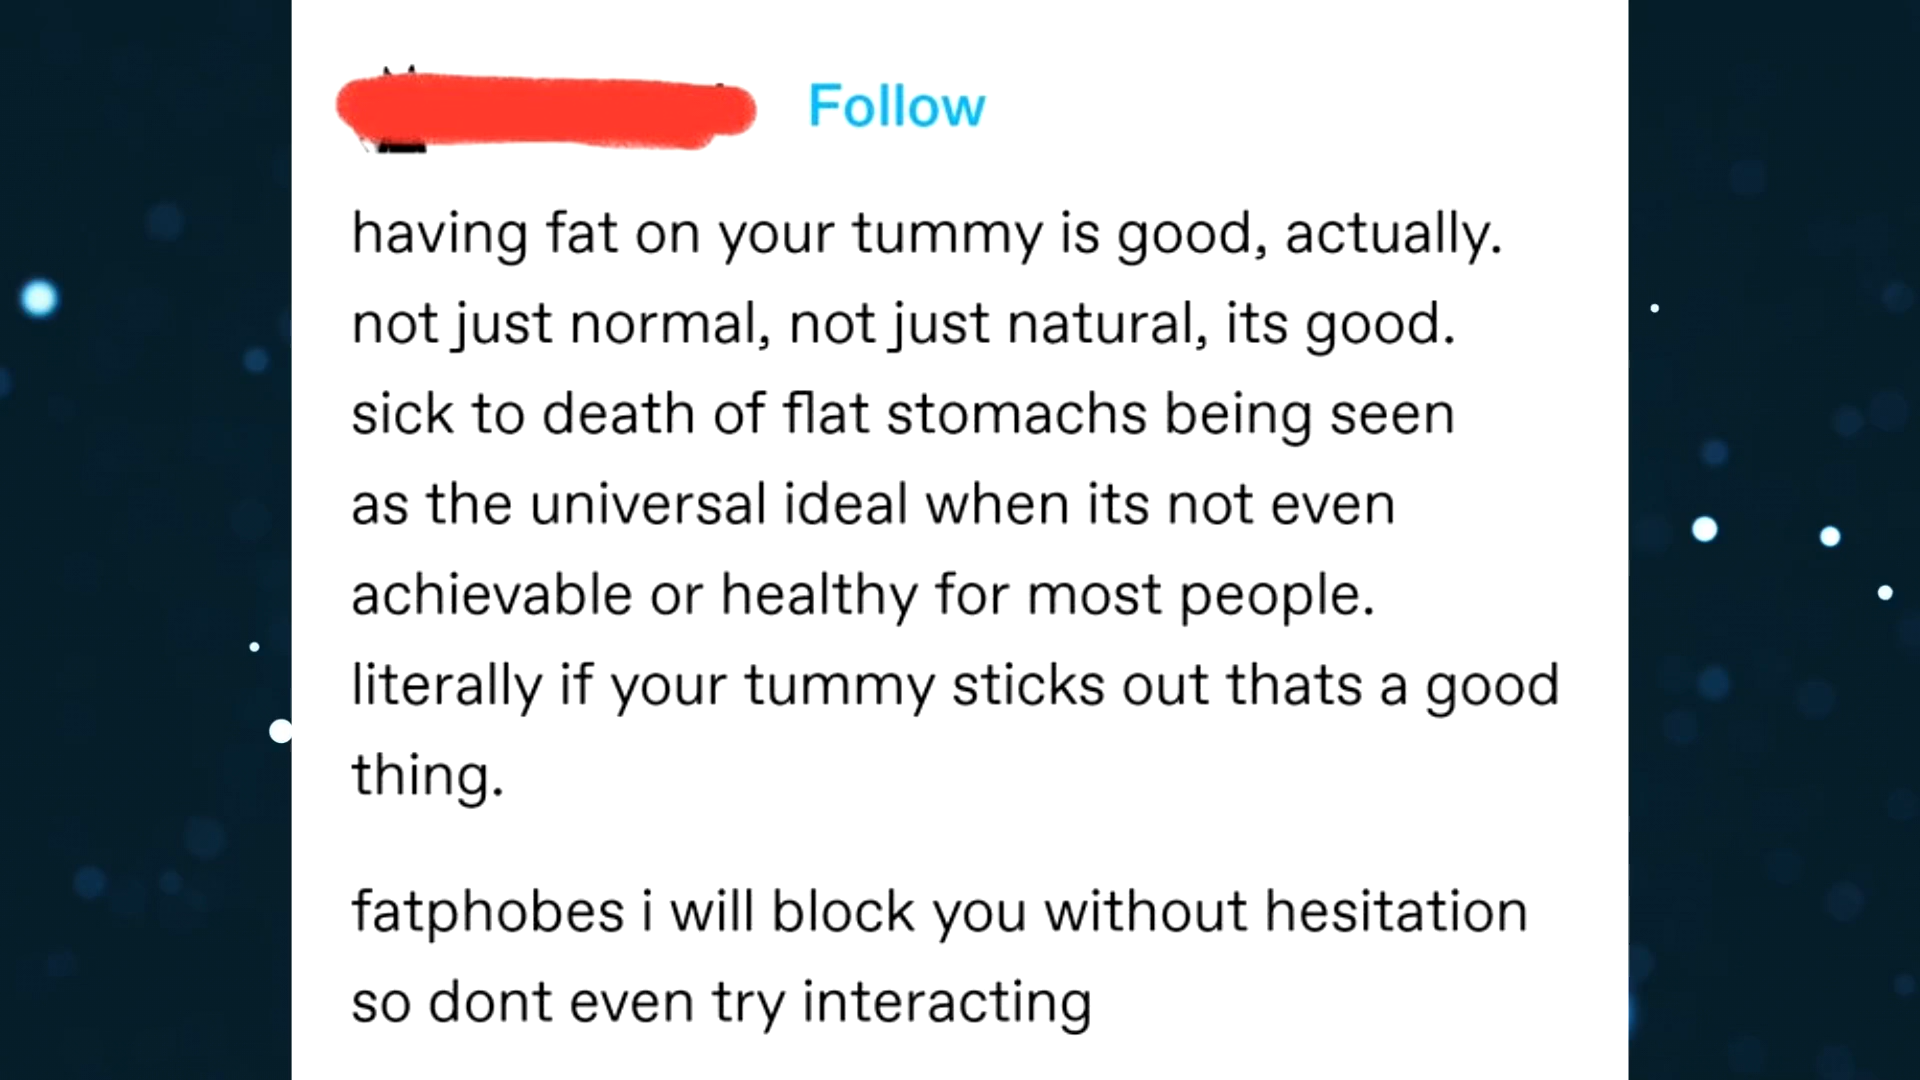 Follow
having fat on your tummy is good, actually.
not just normal, not just natural, its good.
sick to death of flat stomachs being seen
as the universal ideal when its not even
achievable or healthy for most people.
literally if your tummy sticks out thats a good
thing.
fatphobes i will block you without hesitation
so dont even try interacting